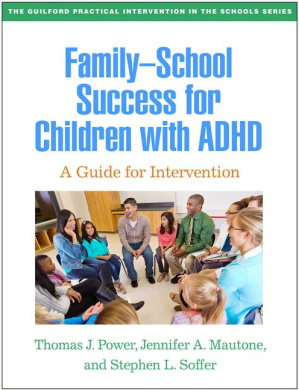 THE GUILFORD PRACTICAL INTERVENTION IN THE SCHOOLS SERIES
Family–School
Success for
Children with ADHD
A Guide for Intervention
Thomas J. Power, Jennifer A. Mautone,
and Stephen L. Soffer